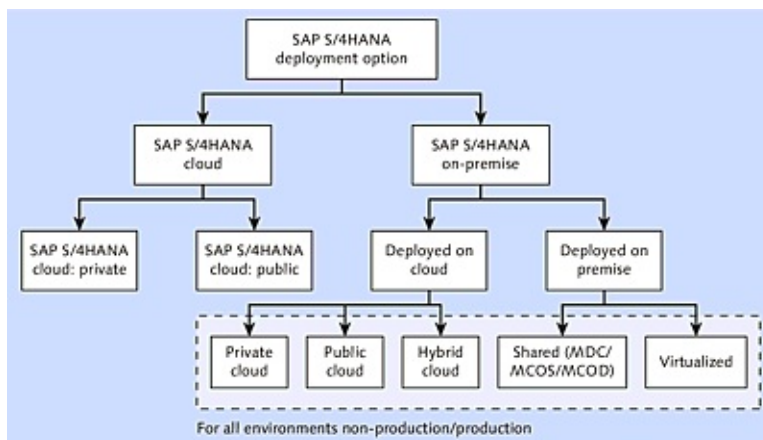 SAP S/4HANA
deployment option
SAP S/4HANA
cloud
SAP S/4HANA
on-premise
SAP S/4HANA
cloud: private
SAP S/4HANA
cloud: public
Deployed on
cloud
Deployed on
premise
Private
cloud
Public
cloud
Hybrid
cloud
Shared (MDC/
MCOS/MCOD)
Virtualized
For all environments non-production/production